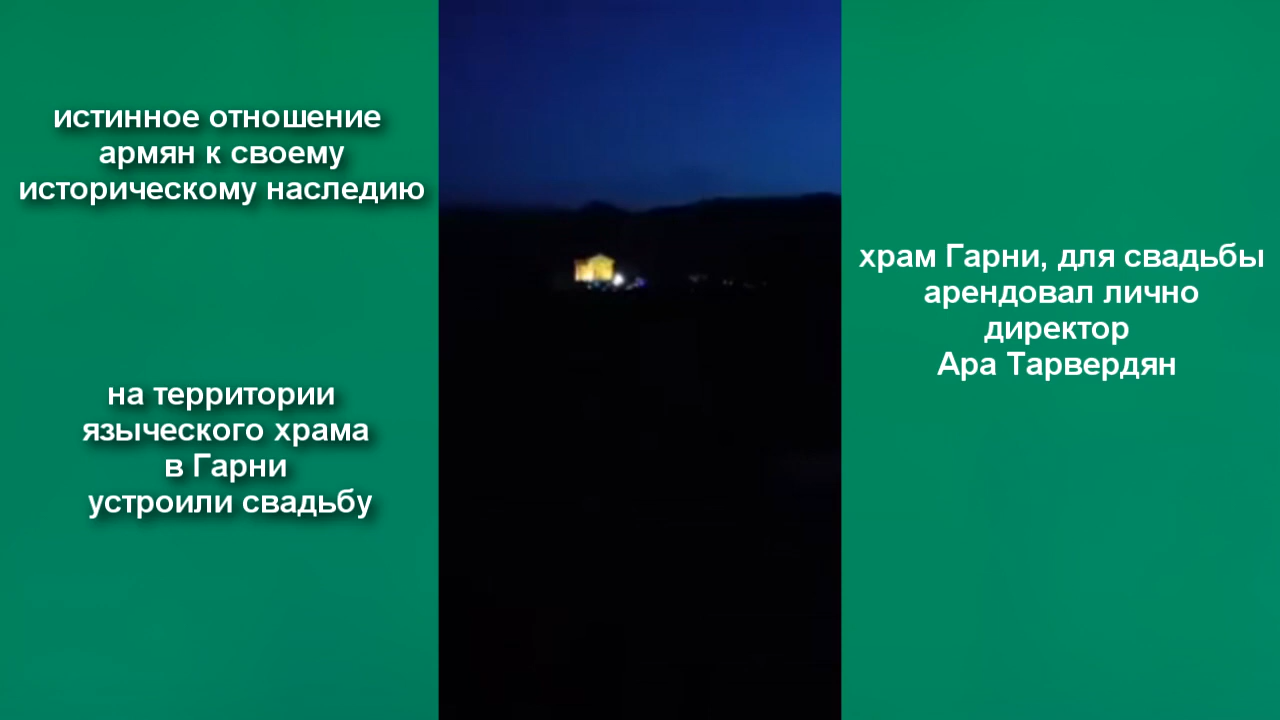 истинное отношение
армян к своему
историческому наследию
на территории
языческого храма
в Гарни
устроили свадьбу
храм Гарни, для свадьбы
арендовал лично
директор
Ара Тарвердян